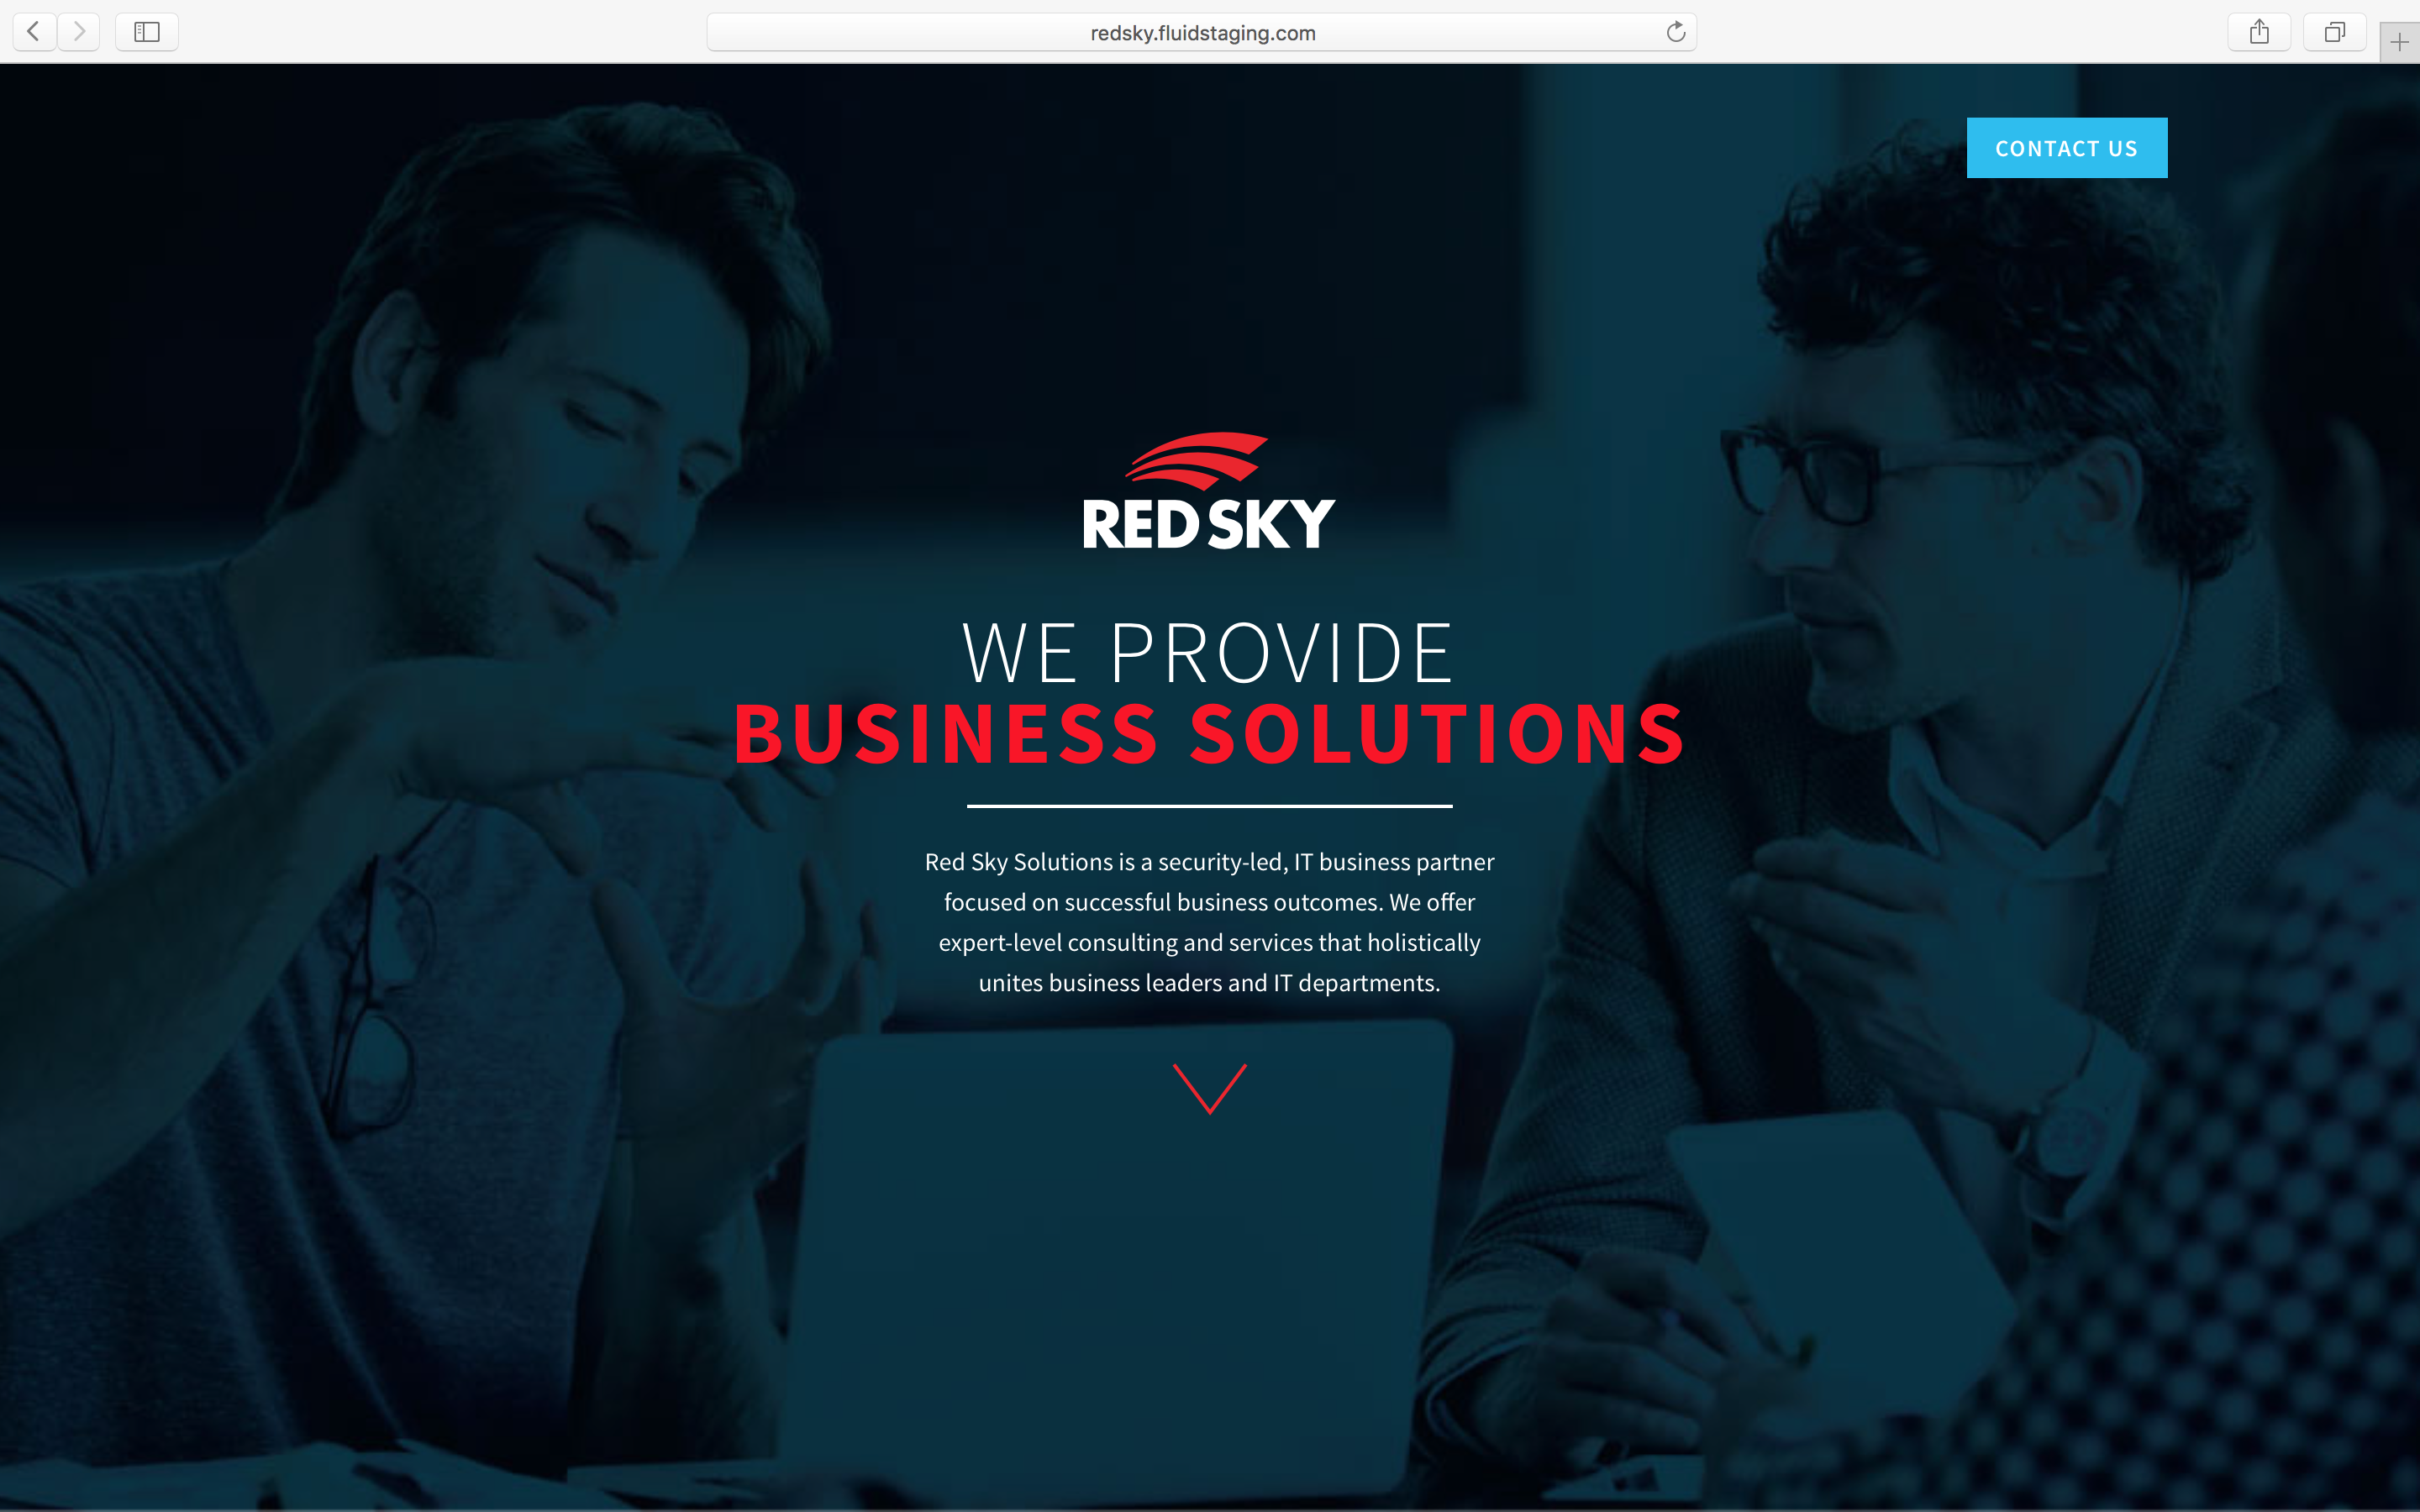 redsky.fluidstaging.com
CONTACT US
RED SKY
WE PROVIDE
BUSINESS SOLUTIONS
Red Sky Solutions is a security-led, IT business partner
focused on successful business outcomes. We offer
expert-level consulting and services that holistically
unites business leaders and IT departments.